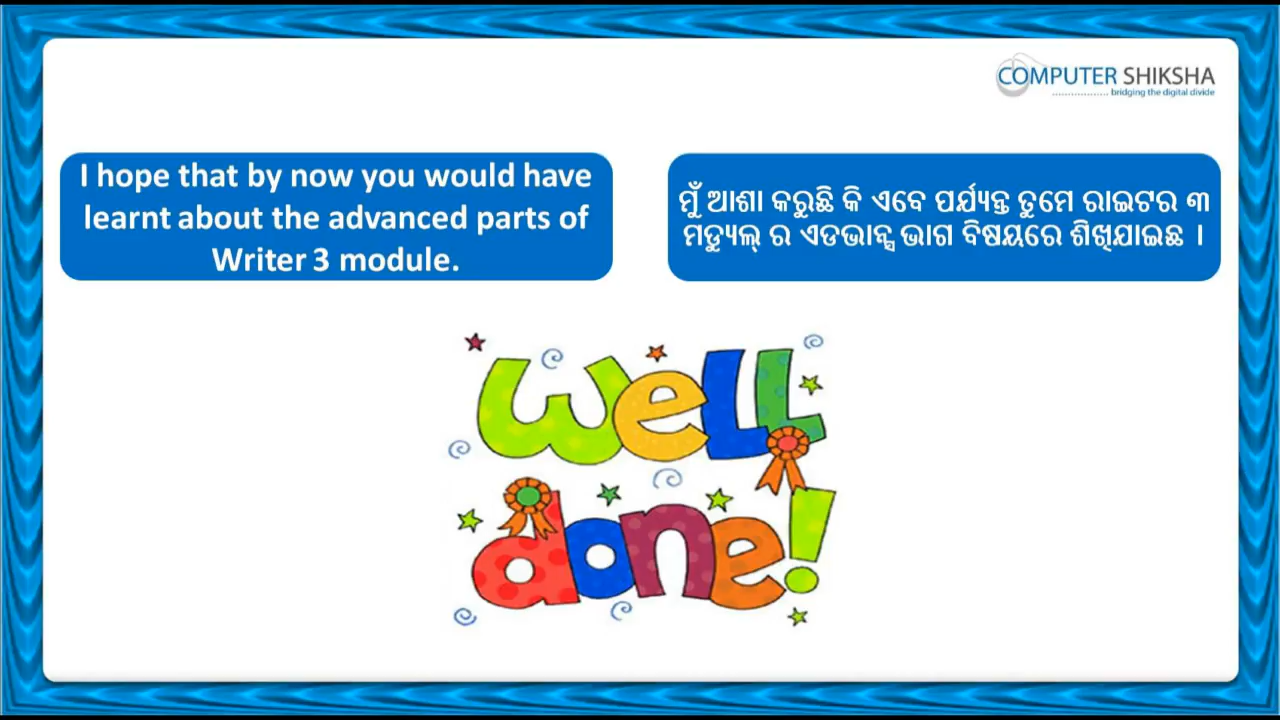 COMPUTER SHIKSHA
bridging the digital divide
I hope that by now you would have
learnt about the advanced parts of
Writer 3 module.
ମୁଁ ଆଶା କରୁଛି କି ଏବେ ପର୍ଯ୍ୟନ୍ତ ତୁମେ ରାଇଟର ୩
ମଡ୍ୟୁଲ୍ ର ଏଡଭାନ୍ସ ଭାଗ ବିଷୟରେ ଶିଖିଯାଇଛ ।
well
done!